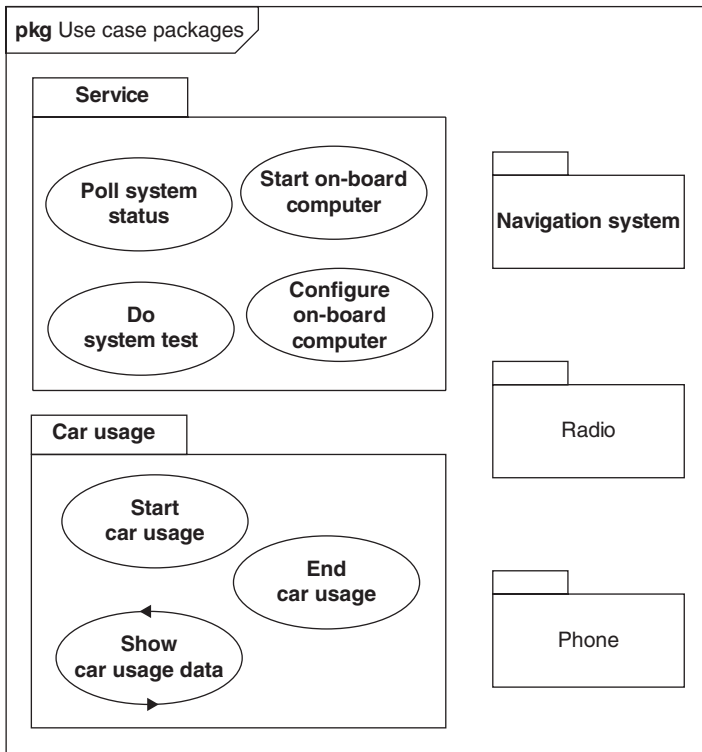 pkg Use case packages
Service
Poll system
status
Start on-board
computer
Do
system test
Configure
on-board
computer
Car usage
Start
car usage
End
car usage
Show
car usage data
Navigation system
Radio
Phone